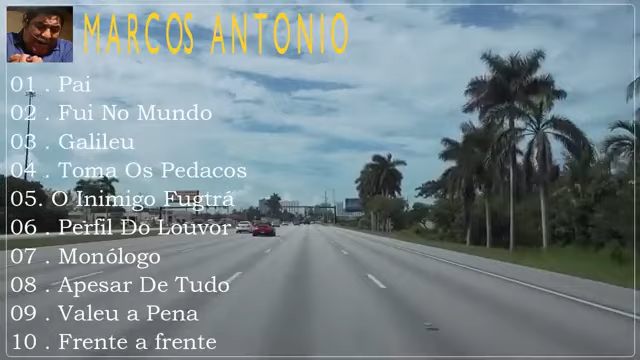 MARCOS ANTONIO
01 . Pai
02 . Fui No Mundo
03 . Galileu
04 . Toma Os Pedacos
05. O Inimigo Fugtrá
06 . Perfil Do Louvor
07 . Monólogo
08 . Apesar De Tudo
09 . Valeu a Pena
10 . Frente a frente